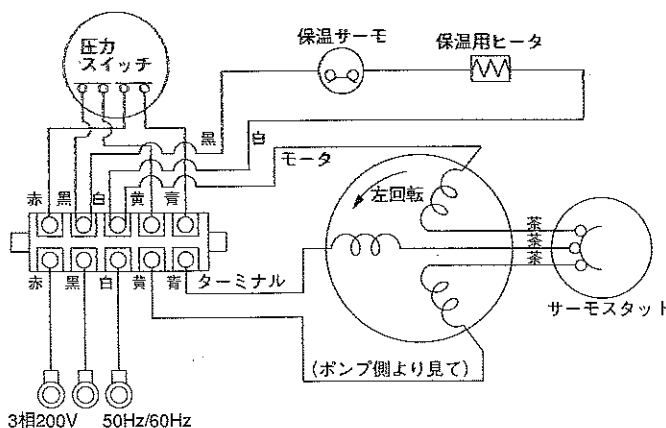 圧力
スイッチ
保温サーモ
保温用ヒータ
黒
白
モータ
左回転
赤 黒 白 黄 青
赤 黒 白 黄 青
ターミナル
茶
茶
茶
サーモスタット
(ポンプ側より見て)
3相200V 50Hz/60Hz